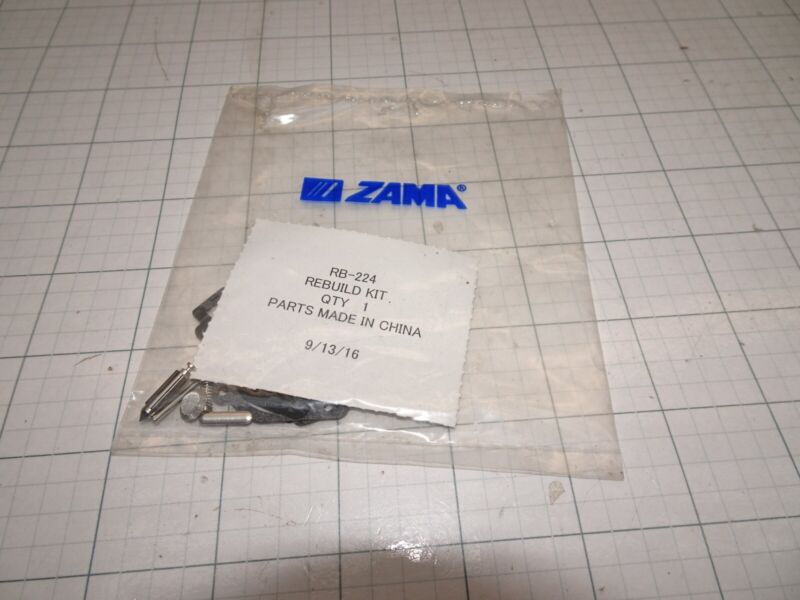 ZAMA®
RB-224
REBUILD KIT.
QTY 1
PARTS MADE IN CHINA
9/13/16